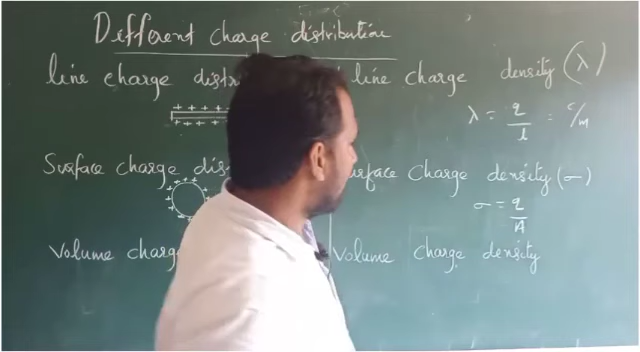 Different charge distribution
line charge distr line charge density (λ)
+ + + + +
λ = q/l = c/m
Surface charge dis urface Charge density (σ)
σ = q/A
Volume charg Volume charge density